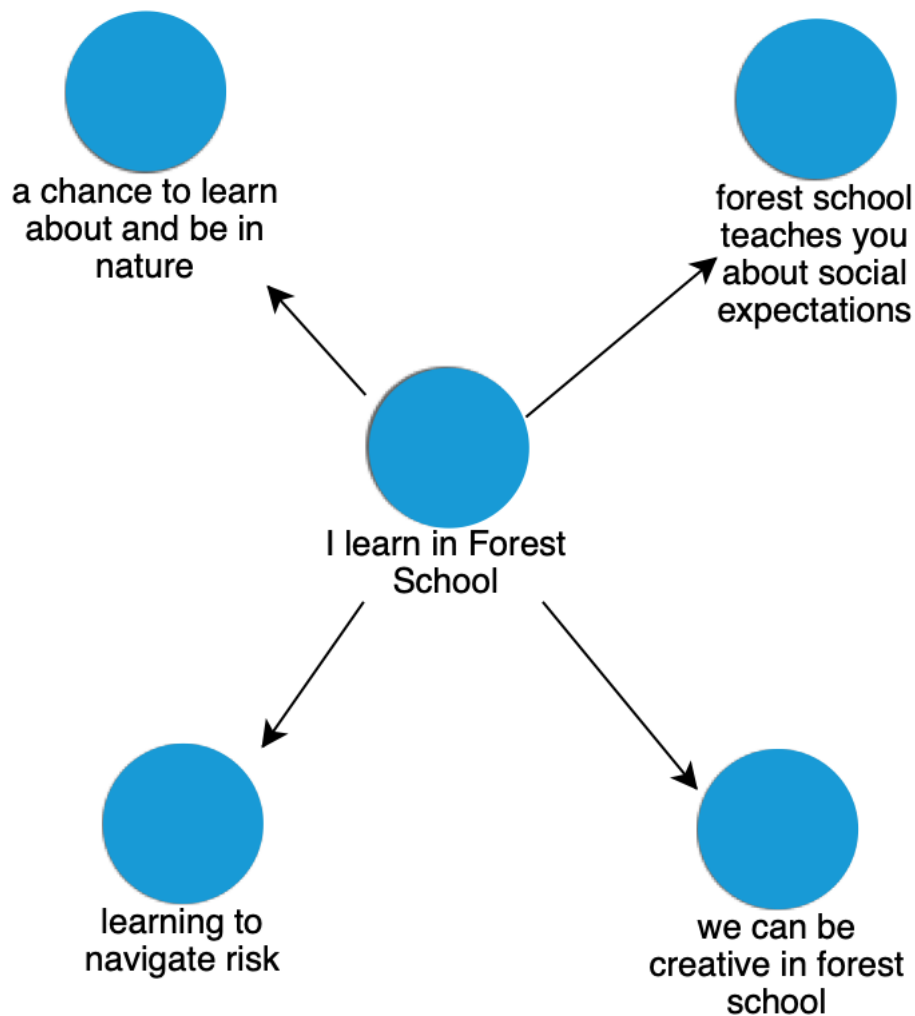 a chance to learn
about and be in
nature
forest school
teaches you
about social
expectations
I learn in Forest
School
learning to
navigate risk
we can be
creative in forest
school